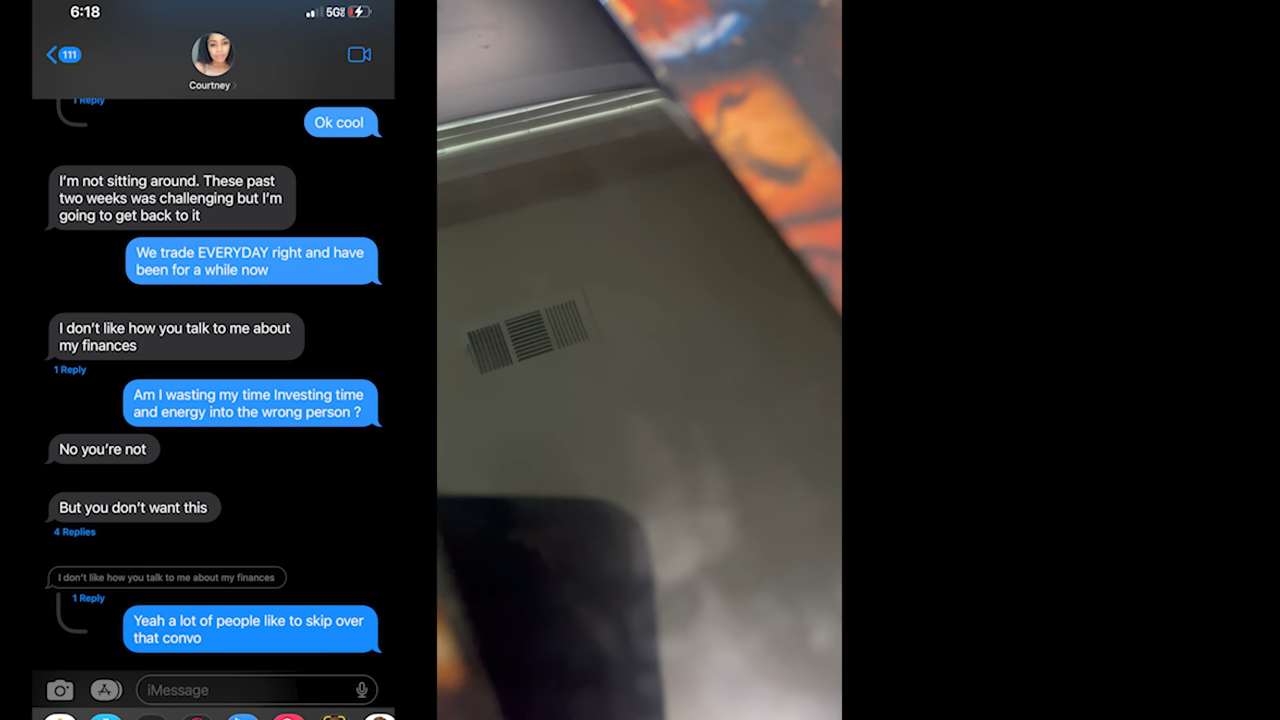 6:18
5G
111
Courtney
1 Reply
Ok cool
I'm not sitting around. These past
two weeks was challenging but I'm
going to get back to it
We trade EVERYDAY right and have
been for a while now
I don't like how you talk to me about
my finances
1 Reply
Am I wasting my time Investing time
and energy into the wrong person ?
No you're not
But you don't want this
4 Replies
I don't like how you talk to me about my finances
1 Reply
Yeah a lot of people like to skip over
that convo
iMessage